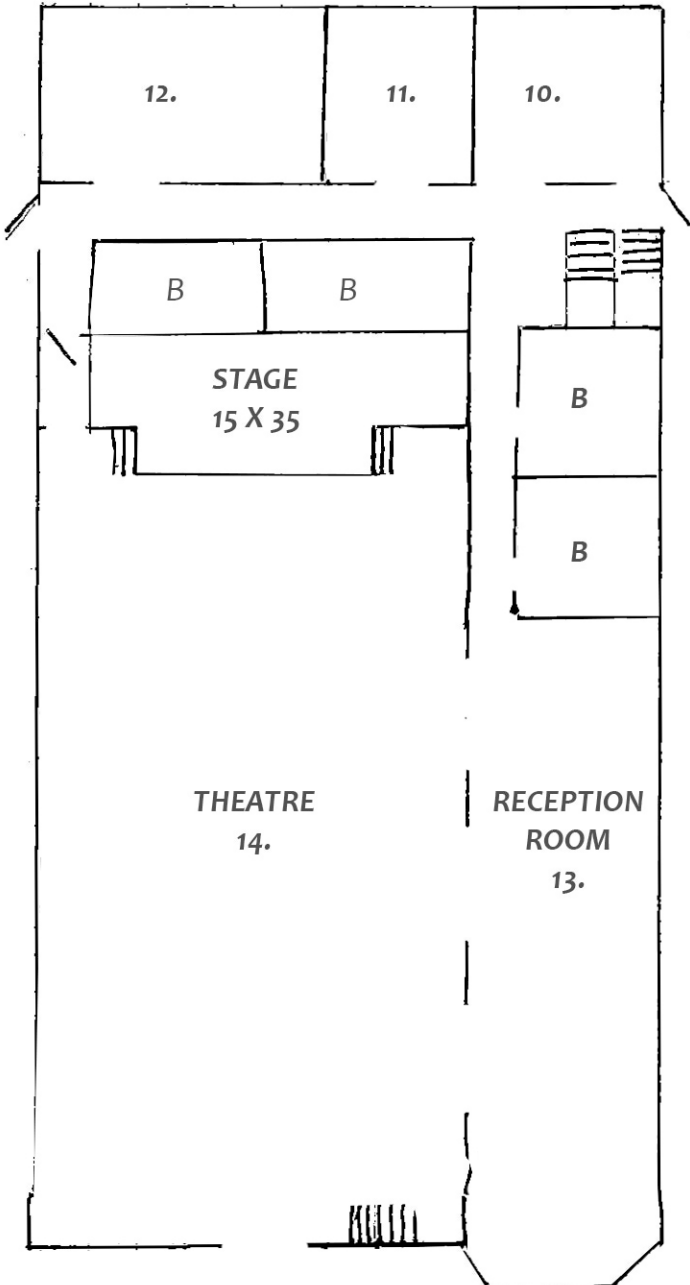 12.
11.
10.
B
B
STAGE
15 X 35
B
B
THEATRE
14.
RECEPTION
ROOM
13.